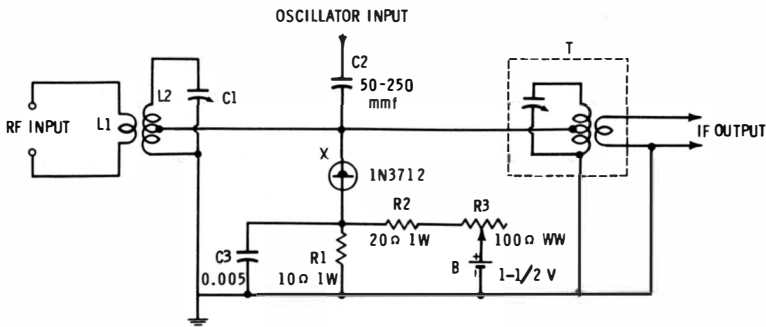 OSCILLATOR INPUT
T
C2
50-250
mmf
L2
C1
RF INPUT
L1
IF OUTPUT
X
1N3712
R2
R3
20Ω 1W
100Ω WW
C3
0.005
R1
10Ω 1W
B
+
-
1-1/2 V